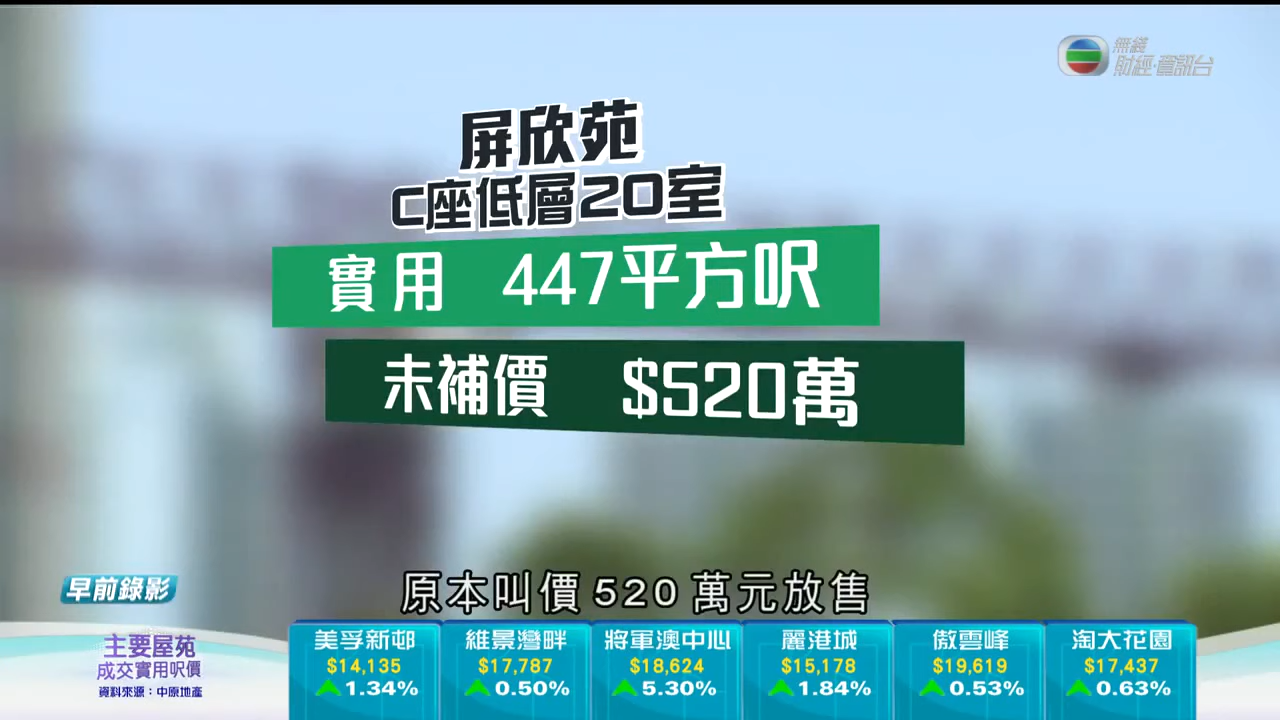 無綫
財經·資訊台
屏欣苑
C座低層20室
實用 447平方呎
未補價 $520萬
原本叫價520萬元放售
早前錄影
主要屋苑
成交實用呎價
資料來源：中原地產
美孚新邨 維景灣畔 將軍澳中心 麗港城 傲雲峰 淘大花園
$14,135 $17,787 $18,624 $15,178 $19,619 $17,437
1.34% 0.50% 5.30% 1.84% 0.53% 0.63%